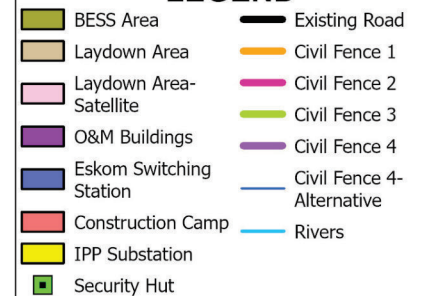 LEGEND
BESS Area
Laydown Area
Laydown Area-
Satellite
O&M Buildings
Eskom Switching
Station
Construction Camp
IPP Substation
Security Hut
Existing Road
Civil Fence 1
Civil Fence 2
Civil Fence 3
Civil Fence 4
Civil Fence 4-
Alternative
Rivers